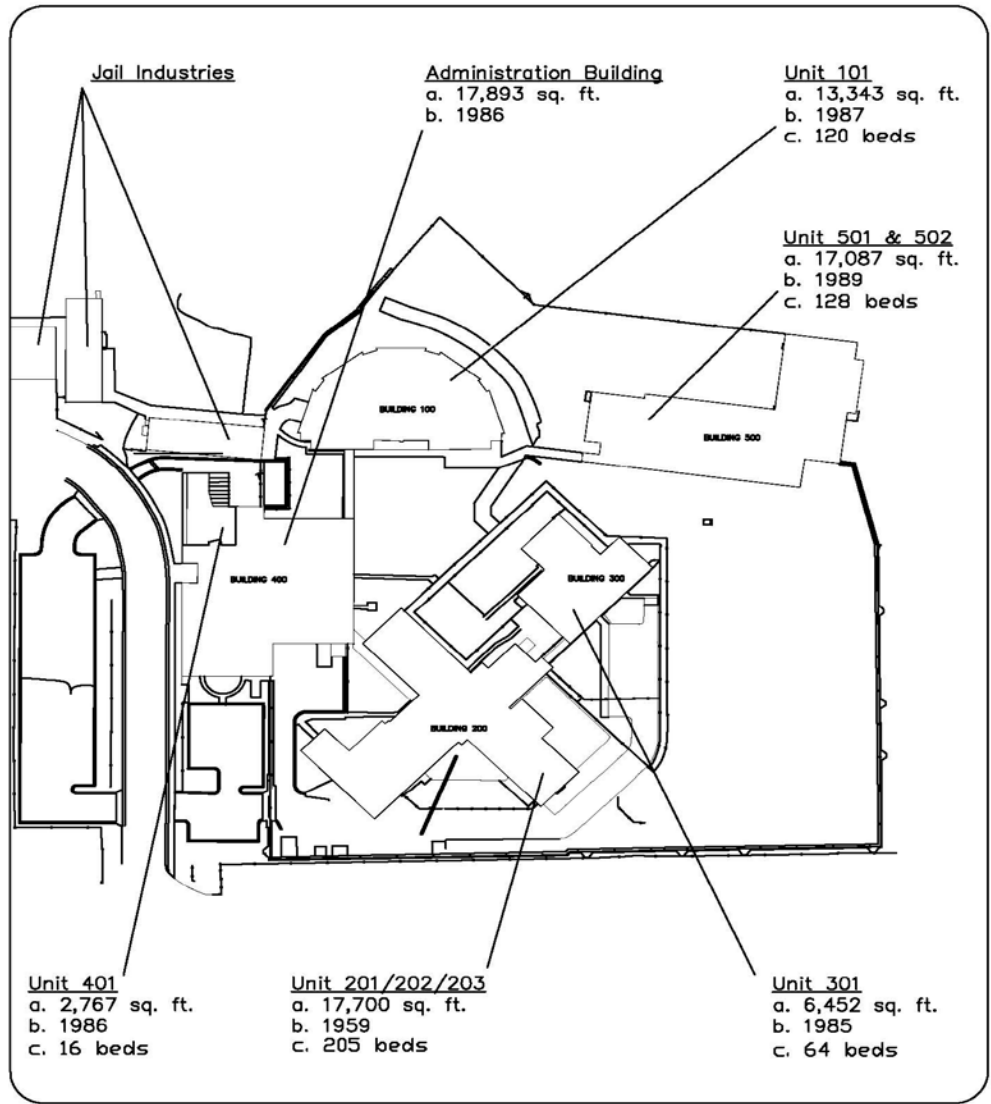 Jail Industries
Administration Building
a. 17,893 sq. ft.
b. 1986
Unit 101
a. 13,343 sq. ft.
b. 1987
c. 120 beds
Unit 501 & 502
a. 17,087 sq. ft.
b. 1989
c. 128 beds
BUILDING 100
BUILDING 500
BUILDING 400
BUILDING 300
BUILDING 200
Unit 401
a. 2,767 sq. ft.
b. 1986
c. 16 beds
Unit 201/202/203
a. 17,700 sq. ft.
b. 1959
c. 205 beds
Unit 301
a. 6,452 sq. ft.
b. 1985
c. 64 beds